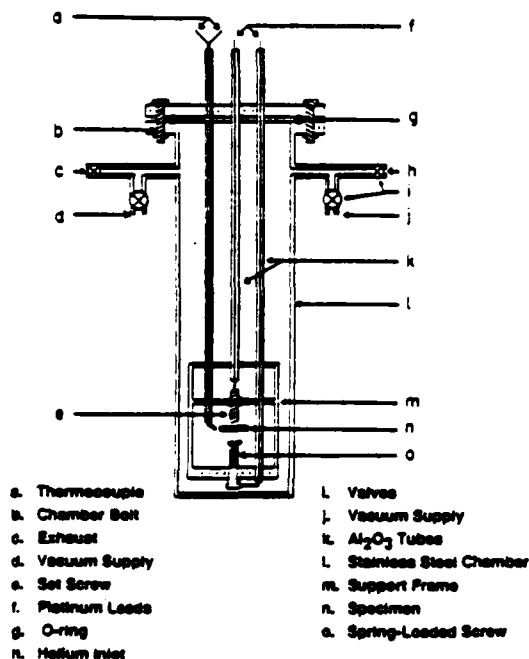 a
f
b
g
c
h
i
d
j
k
l
e
m
n
o
a. Thermocouple
b. Chamber Bolt
c. Exhaust
d. Vacuum Supply
e. Set Screw
f. Platinum Leads
g. O-ring
h. Helium Inlet
i. Valves
j. Vacuum Supply
k. Al₂O₃ Tubes
l. Stainless Steel Chamber
m. Support Frame
n. Specimen
o. Spring-Loaded Screw